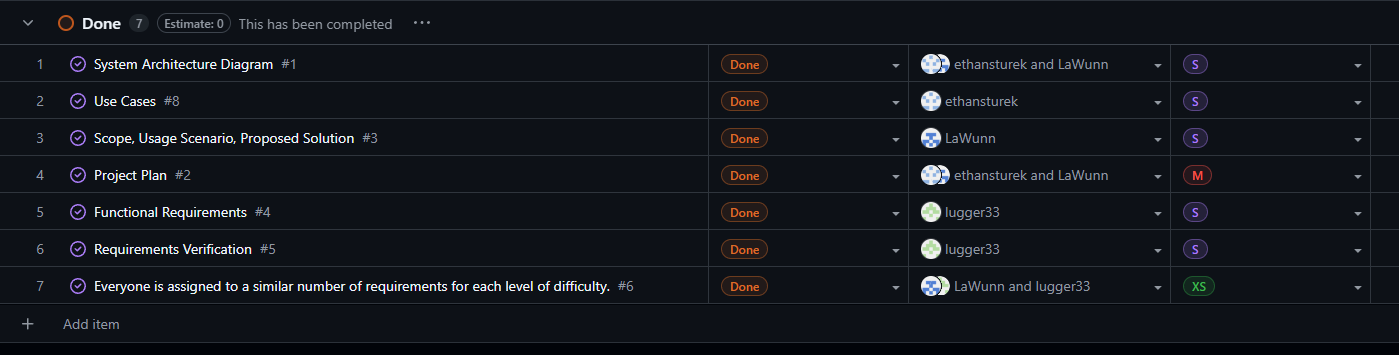 Done 7 Estimate: 0 This has been completed ...
1 System Architecture Diagram #1 Done ethansturek and LaWunn S
2 Use Cases #8 Done ethansturek S
3 Scope, Usage Scenario, Proposed Solution #3 Done LaWunn S
4 Project Plan #2 Done ethansturek and LaWunn M
5 Functional Requirements #4 Done lugger33 S
6 Requirements Verification #5 Done lugger33 S
7 Everyone is assigned to a similar number of requirements for each level of difficulty. #6 Done LaWunn and lugger33 XS
+ Add item